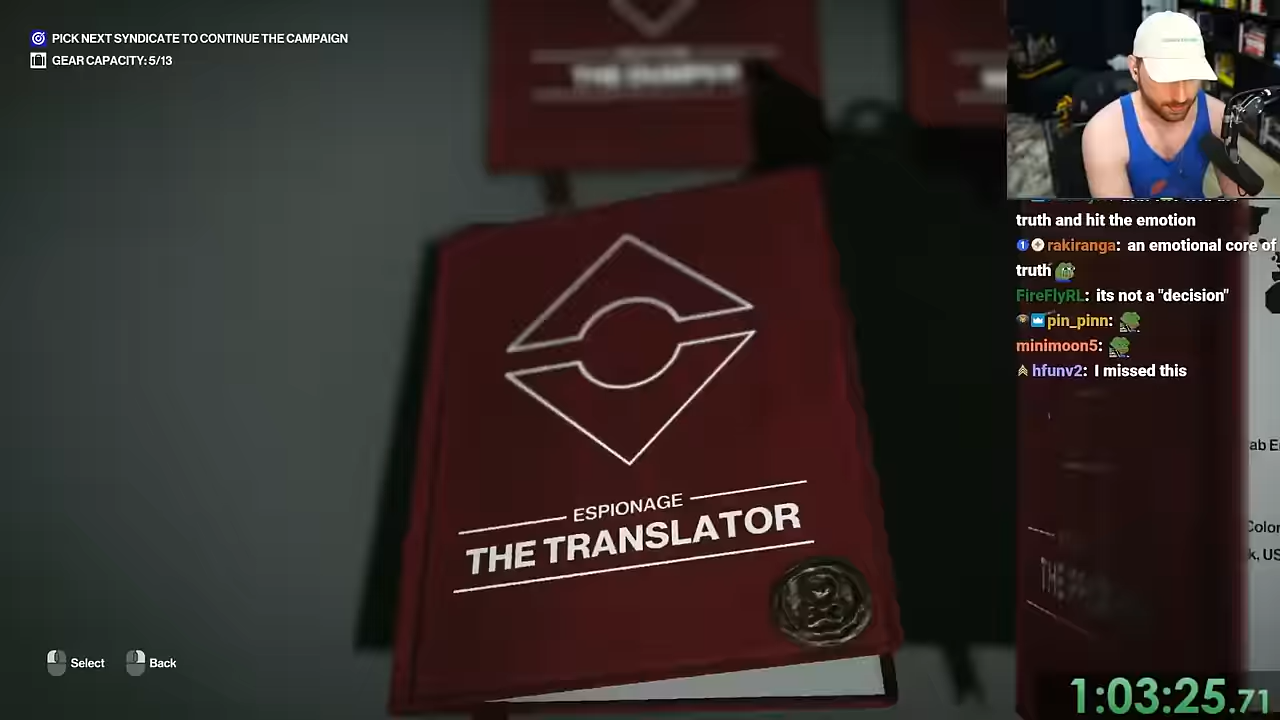 PICK NEXT SYNDICATE TO CONTINUE THE CAMPAIGN
GEAR CAPACITY: 5/13
ESPIONAGE
THE TRANSLATOR
Select
Back
truth and hit the emotion
rakiranga: an emotional core of
truth
FireFlyRL: its not a "decision"
pin_pinn:
minimoon5:
hfunv2: I missed this
1:03:25.71